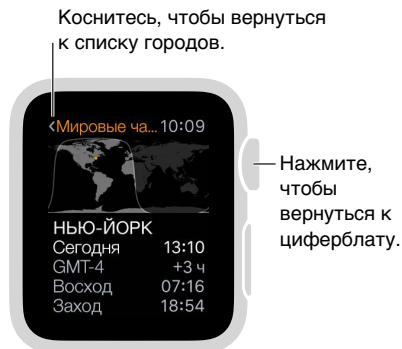 Коснитесь, чтобы вернуться
к списку городов.
<Мировые ча... 10:09
НЬЮ-ЙОРК
Сегодня 13:10
GMT-4 +3 ч
Восход 07:16
Заход 18:54
Нажмите,
чтобы
вернуться к
циферблату.